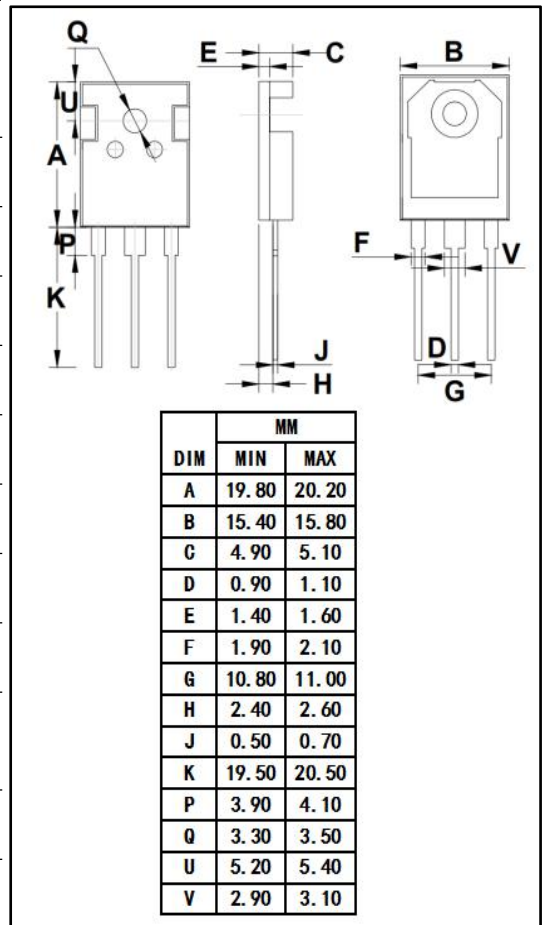 Q
E C
B
U
A
P
F V
K
J
D
H
G
MM
DIM MIN MAX
A 19.80 20.20
B 15.40 15.80
C 4.90 5.10
D 0.90 1.10
E 1.40 1.60
F 1.90 2.10
G 10.80 11.00
H 2.40 2.60
J 0.50 0.70
K 19.50 20.50
P 3.90 4.10
Q 3.30 3.50
U 5.20 5.40
V 2.90 3.10